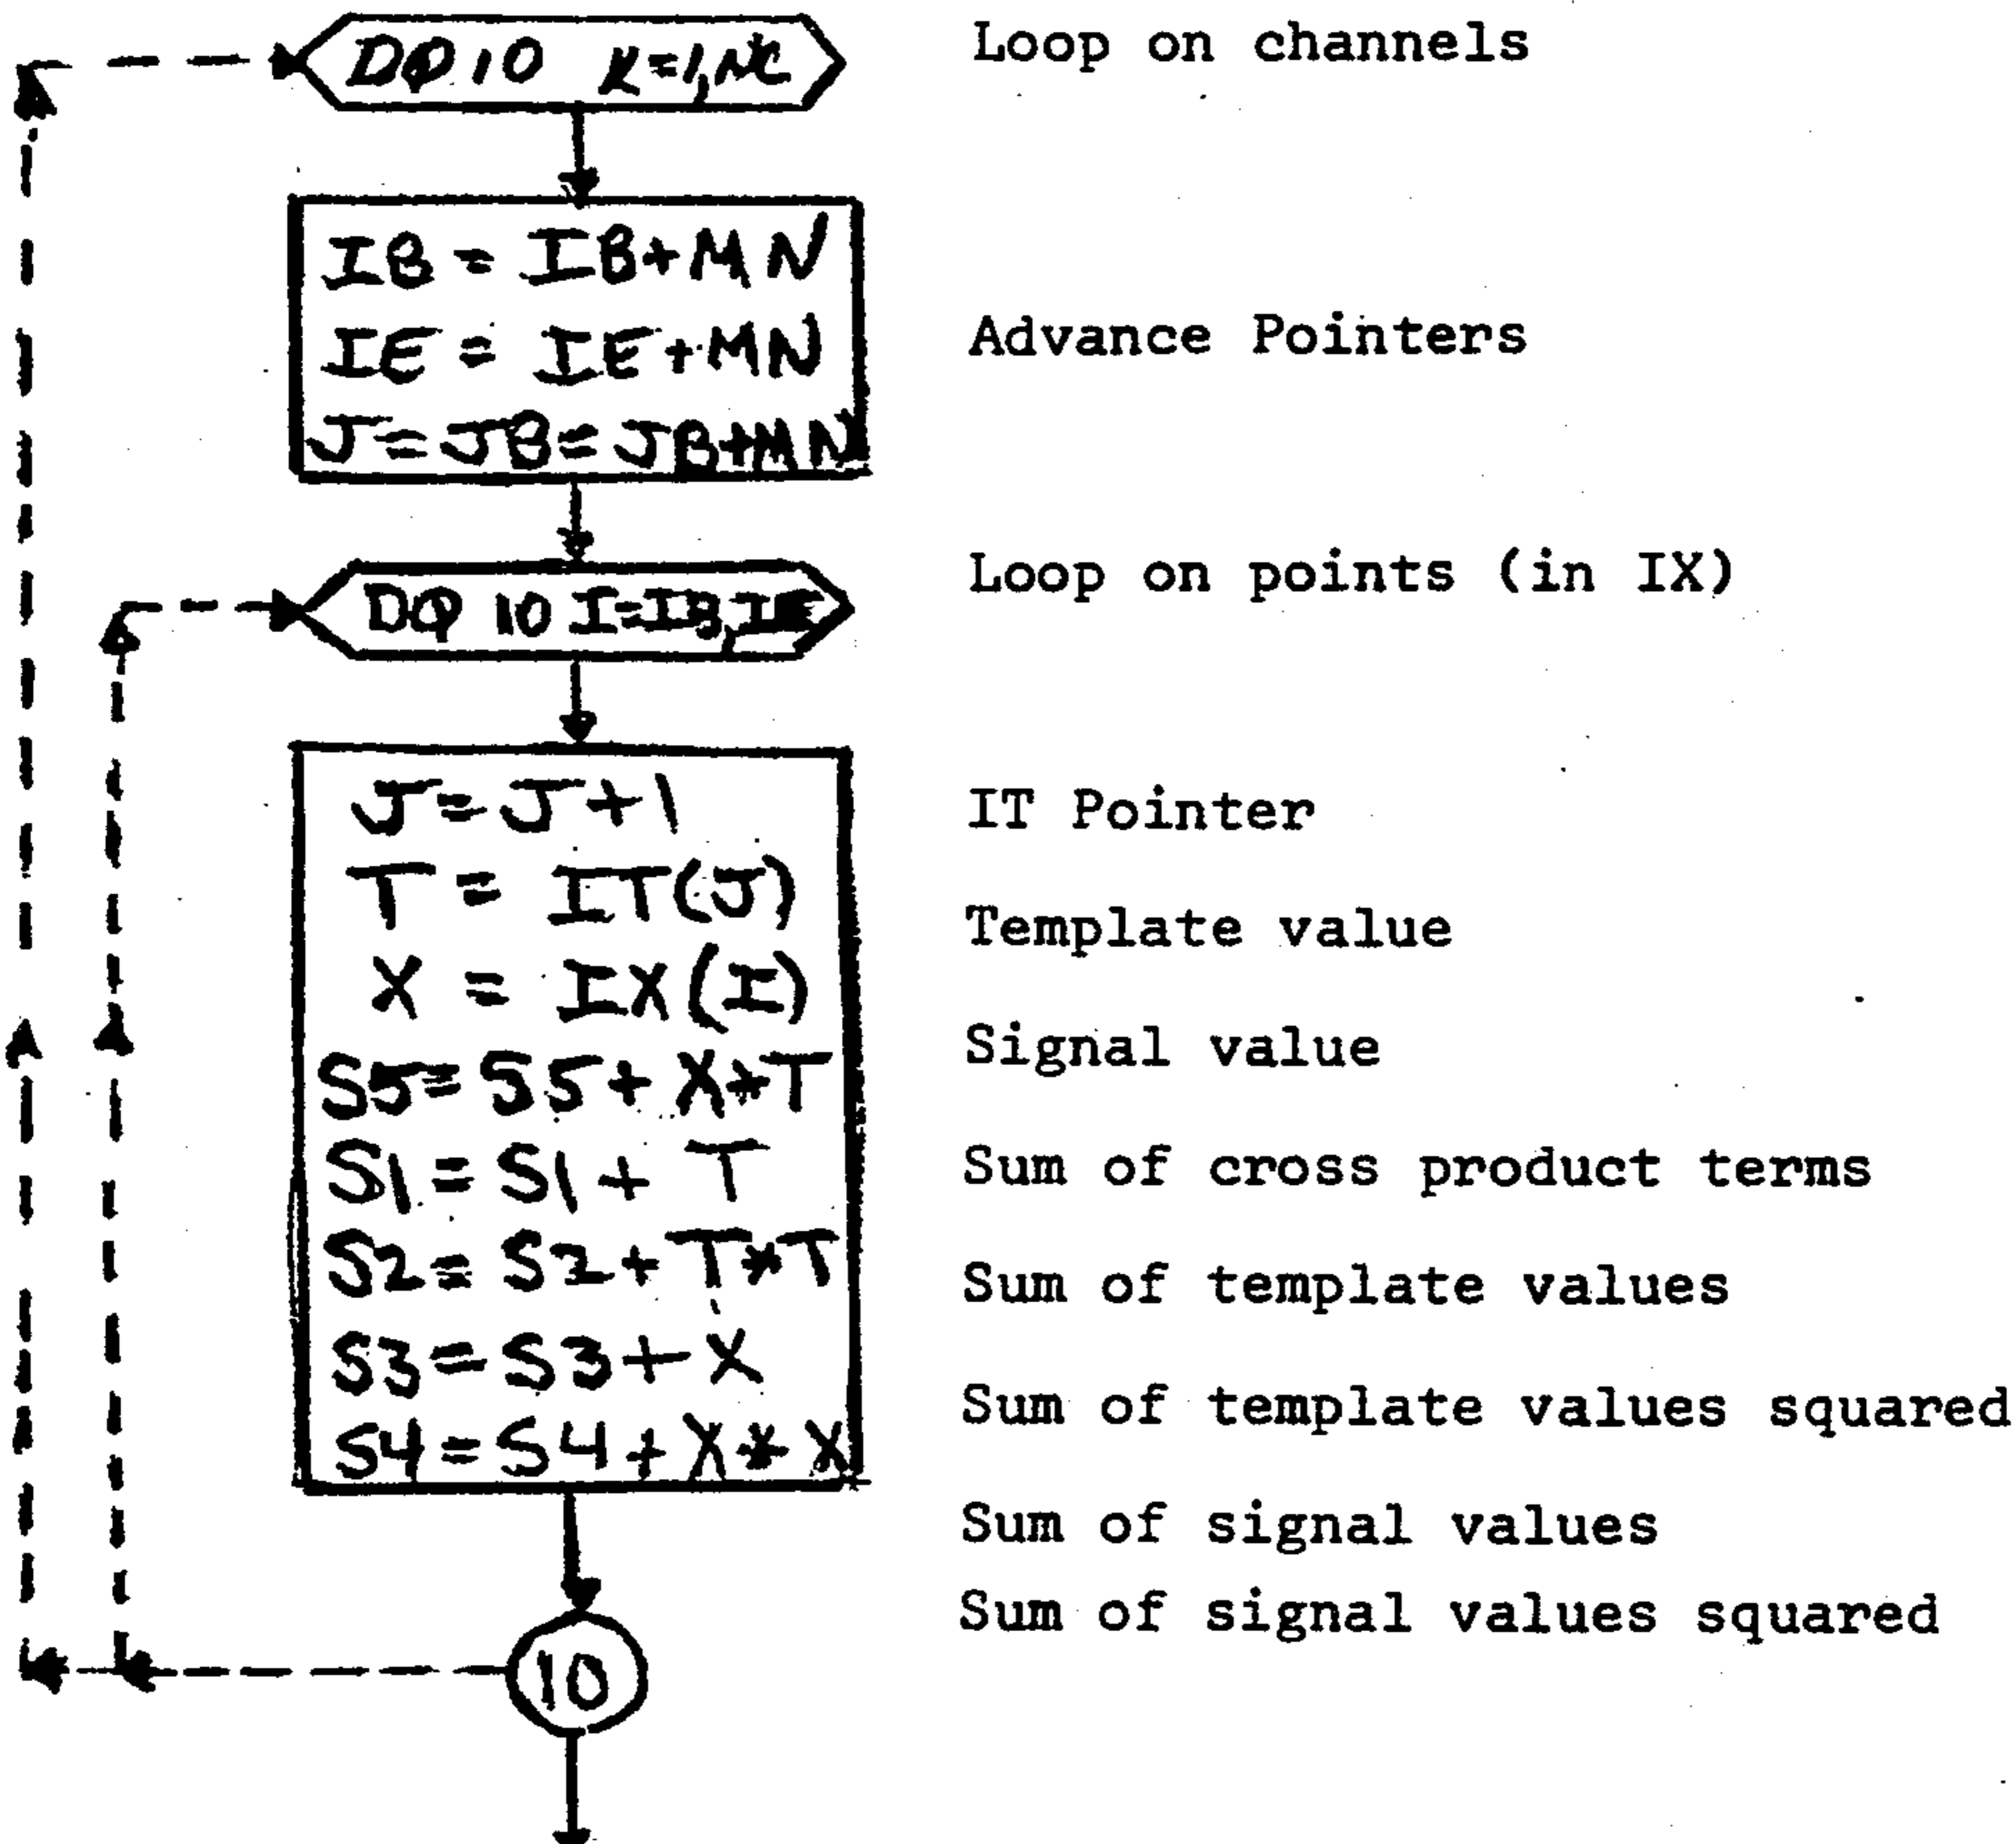 DØ 10 K=1,NC
Loop on channels
IB = IB+MN
IE = IE+MN
Advance Pointers
J=JB=JB+MN
DØ 10 I=IB,IE
Loop on points (in IX)
J=J+1
IT Pointer
T = IT(J)
Template value
X = IX(I)
Signal value
S5=S5+X*T
Sum of cross product terms
S1=S1+T
Sum of template values
S2=S2+T*T
Sum of template values squared
S3=S3+X
Sum of signal values
S4=S4+X*X
Sum of signal values squared
10